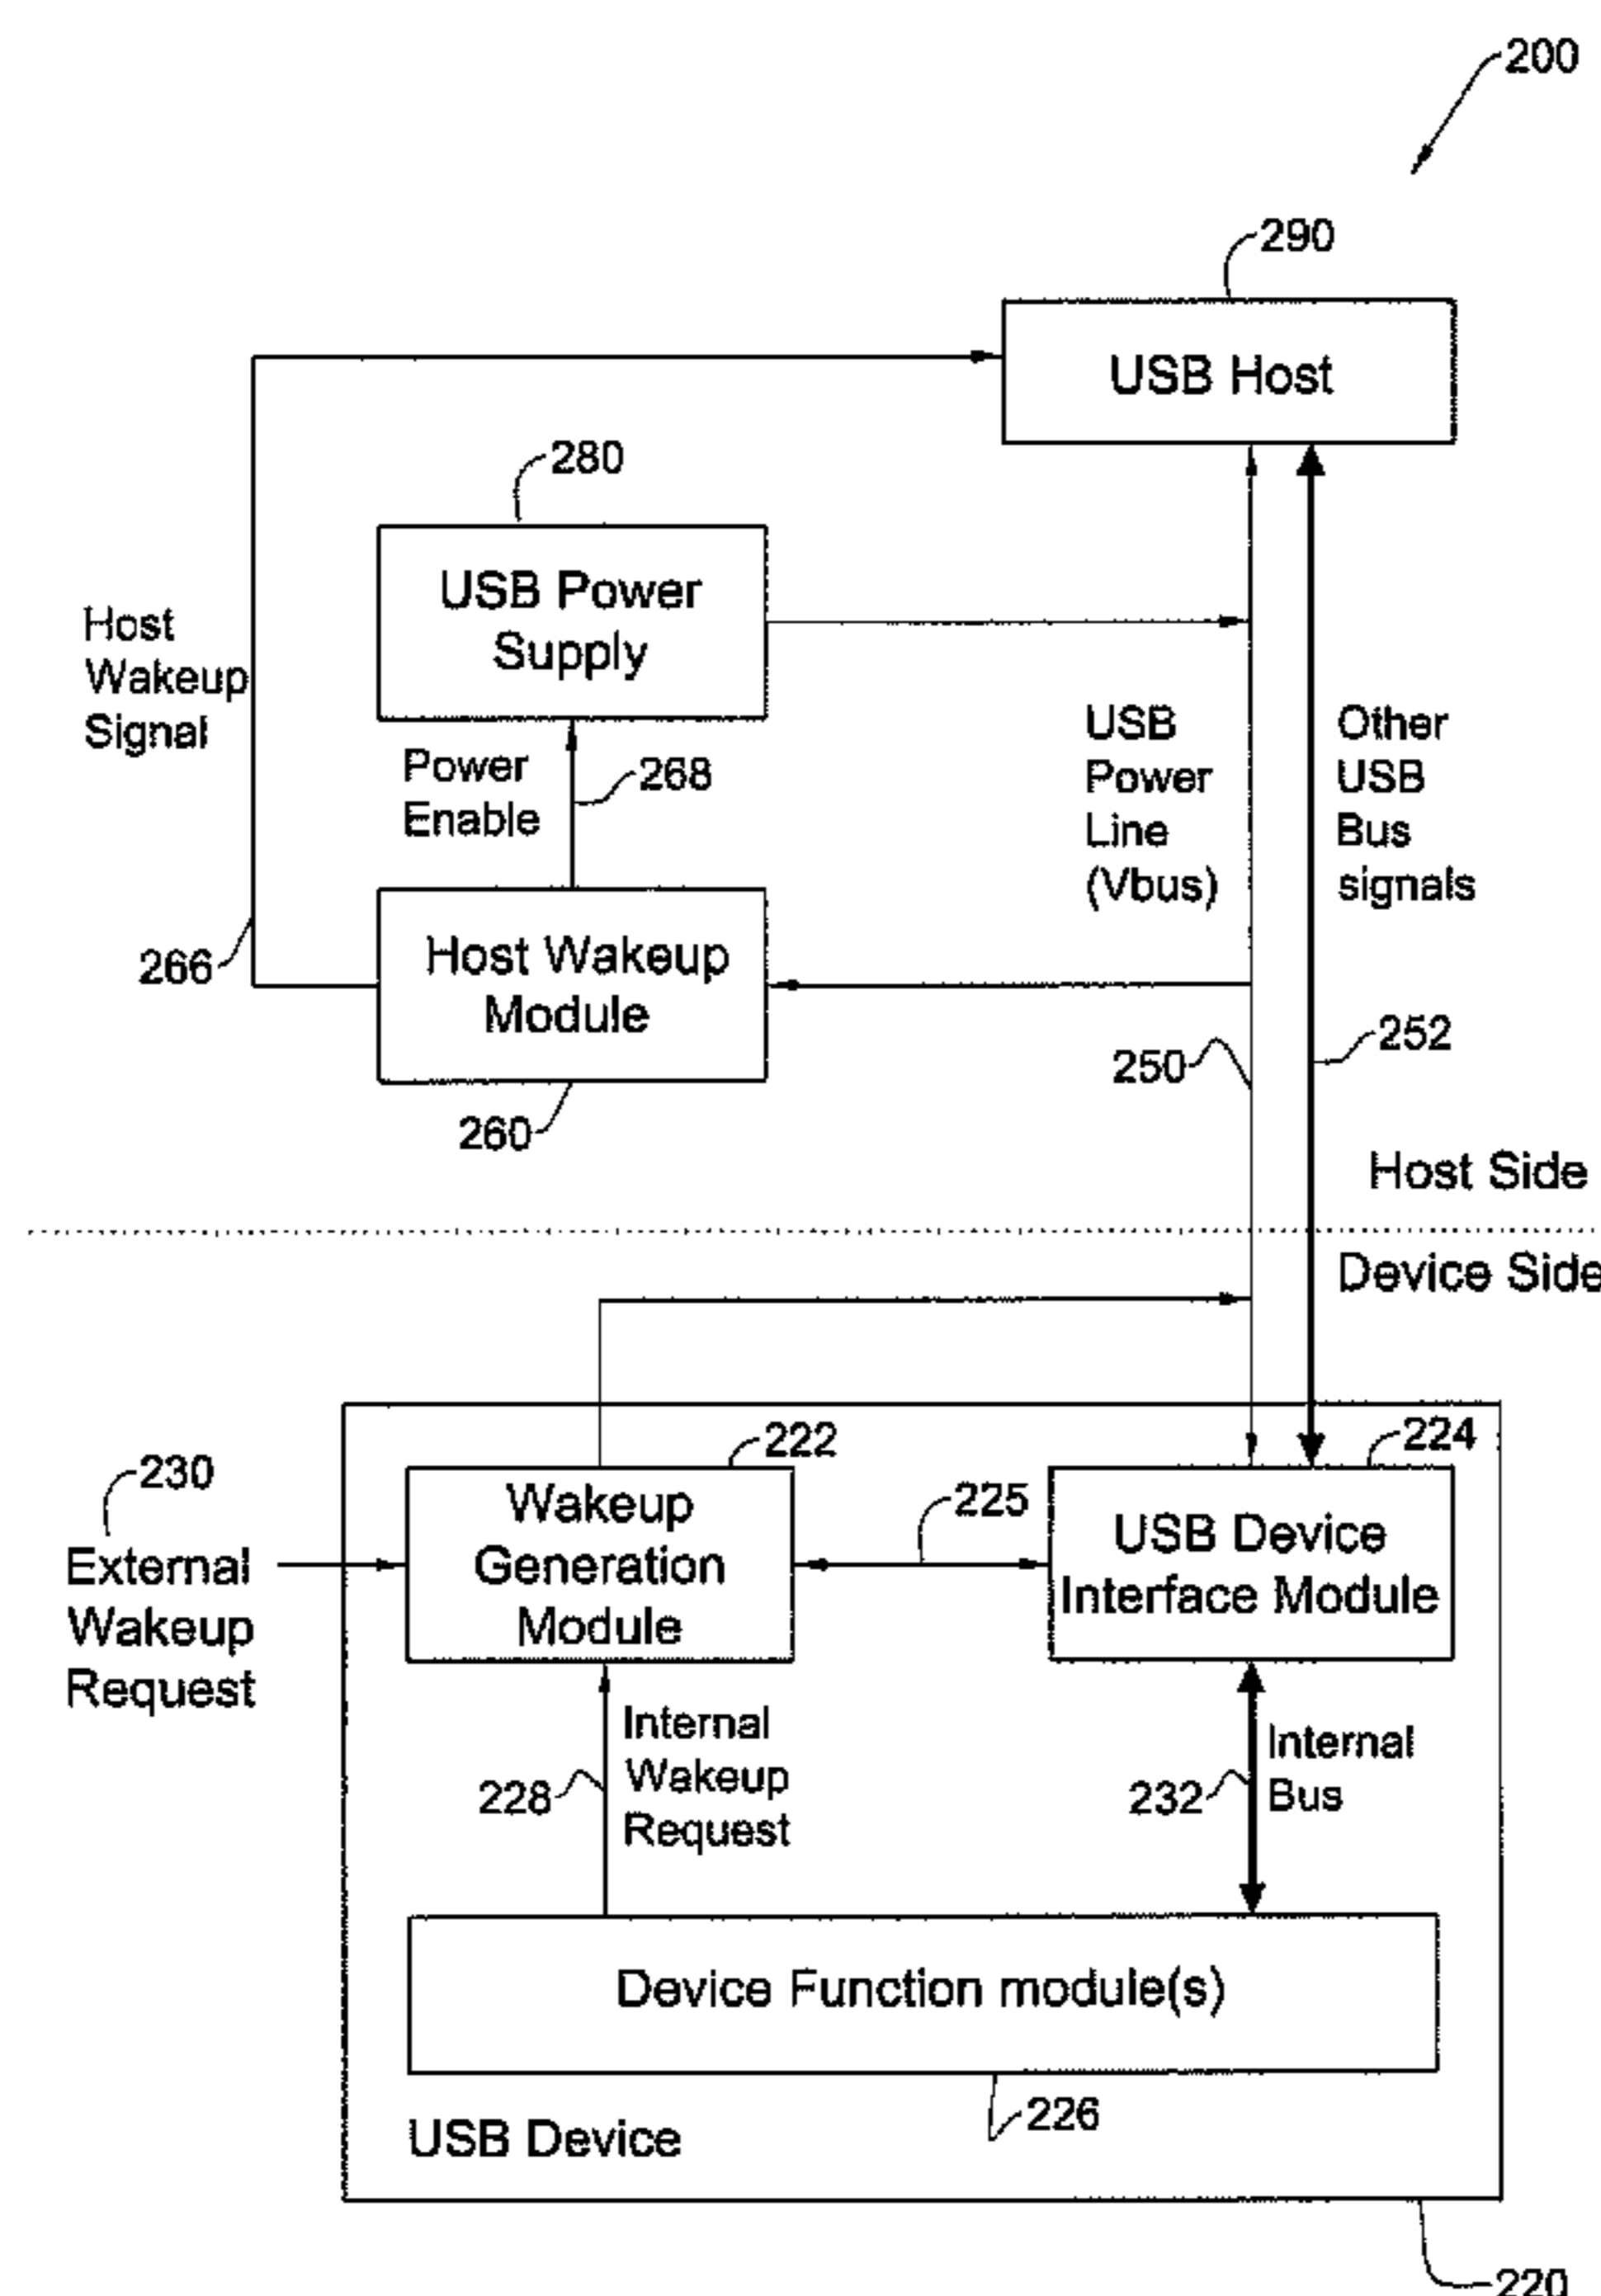 200
290
USB Host
280
USB Power
Supply
Host
Wakeup
Signal
Power
Enable
268
USB
Power
Line
(Vbus)
Other
USB
Bus
signals
266
Host Wakeup
Module
260
250
252
Host Side
Device Side
222
224
230
External
Wakeup
Request
Wakeup
Generation
Module
225
USB Device
Interface Module
Internal
Wakeup
Request
228
232
Internal
Bus
Device Function module(s)
226
USB Device
220